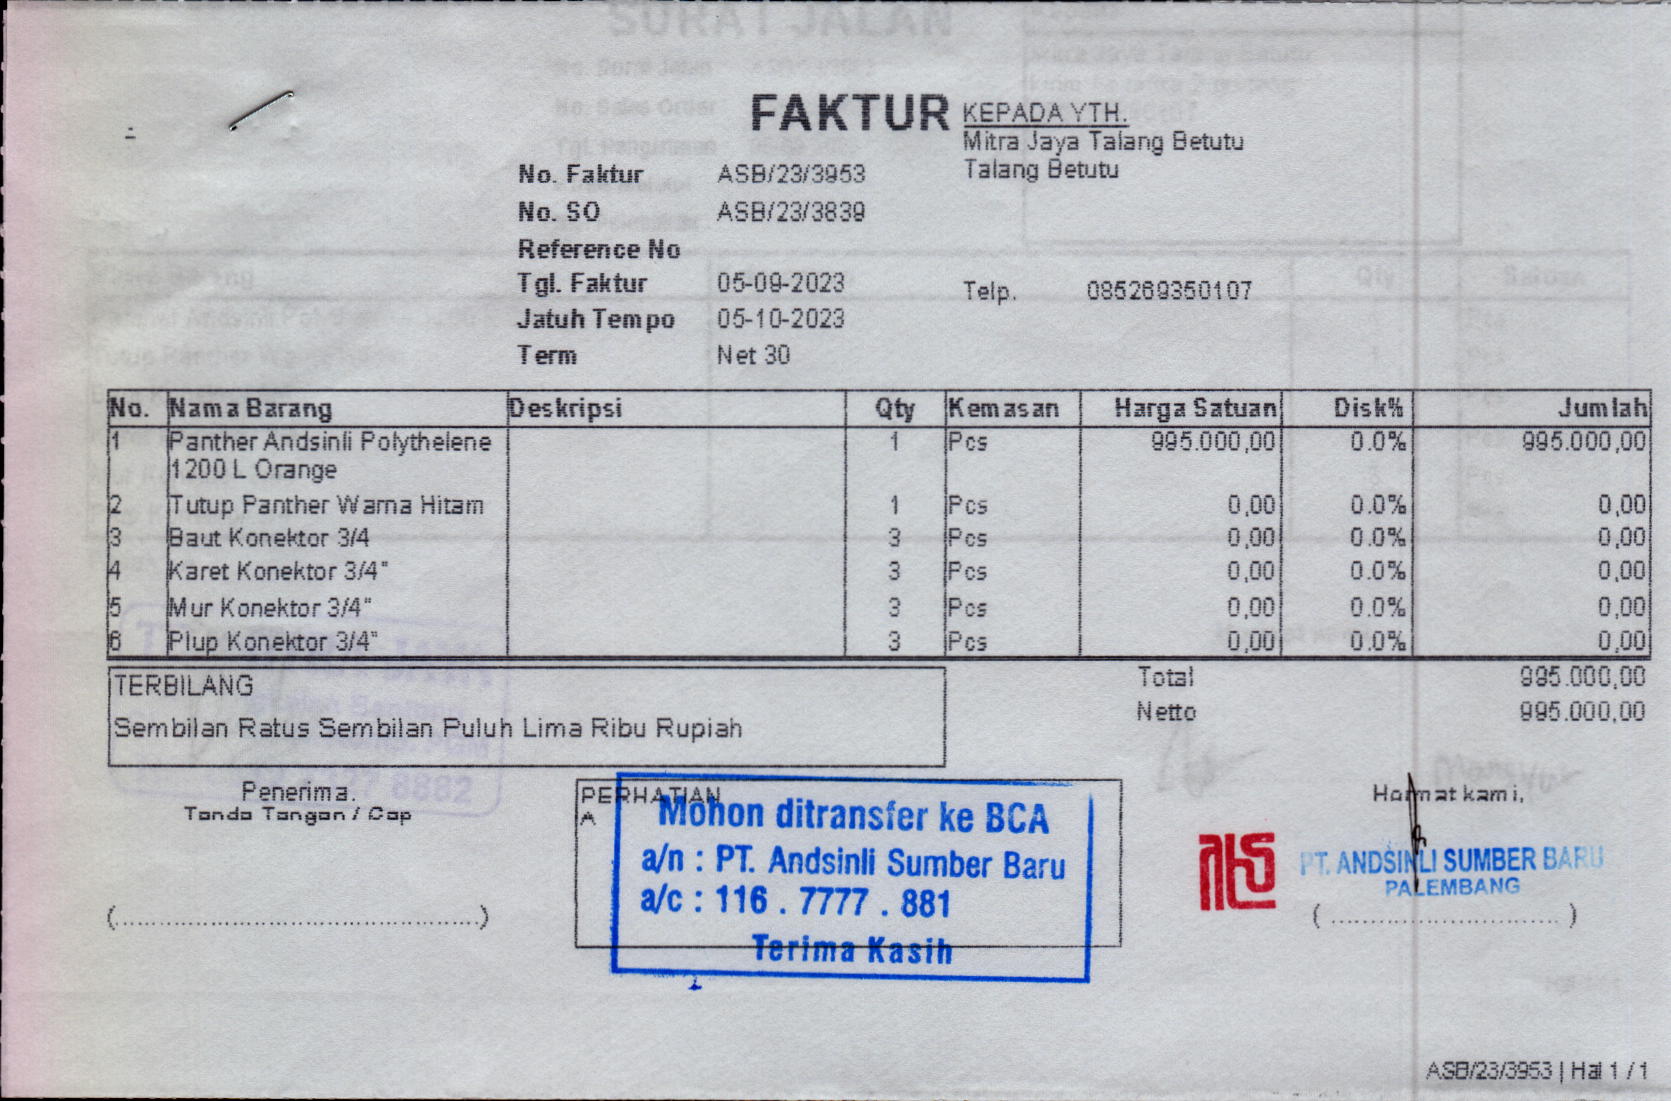 FAKTUR
KEPADA YTH.
Mitra Jaya Talang Betutu
Talang Betutu
No. Faktur ASB/23/3953
No. SO ASB/23/3839
Reference No
Tgl. Faktur 05-09-2023
Telp. 085269350107
Jatuh Tempo 05-10-2023
Term Net 30
No. Nama Barang Deskripsi Qty Kemasan Harga Satuan Disk% Jumlah
1 Panther Andsinli Polythelene 1 Pcs 995.000,00 0.0% 995.000,00
1200 L Orange
2 Tutup Panther Warna Hitam 1 Pcs 0,00 0.0% 0,00
3 Baut Konektor 3/4 3 Pcs 0,00 0.0% 0,00
4 Karet Konektor 3/4" 3 Pcs 0,00 0.0% 0,00
5 Mur Konektor 3/4" 3 Pcs 0,00 0.0% 0,00
6 Plup Konektor 3/4" 3 Pcs 0,00 0.0% 0,00
TERBILANG
Sembilan Ratus Sembilan Puluh Lima Ribu Rupiah
Total 995.000,00
Netto 995.000,00
Penerima.
Tanda Tangan / Cap
(..............................................)
PERHATIAN
A
Mohon ditransfer ke BCA
a/n : PT. Andsinli Sumber Baru
a/c : 116 . 7777 . 881
Terima Kasih
Hormat kami,
PT. ANDSINLI SUMBER BARU
PALEMBANG
( ............................. )
ASB/23/3953 | Hal 1 / 1